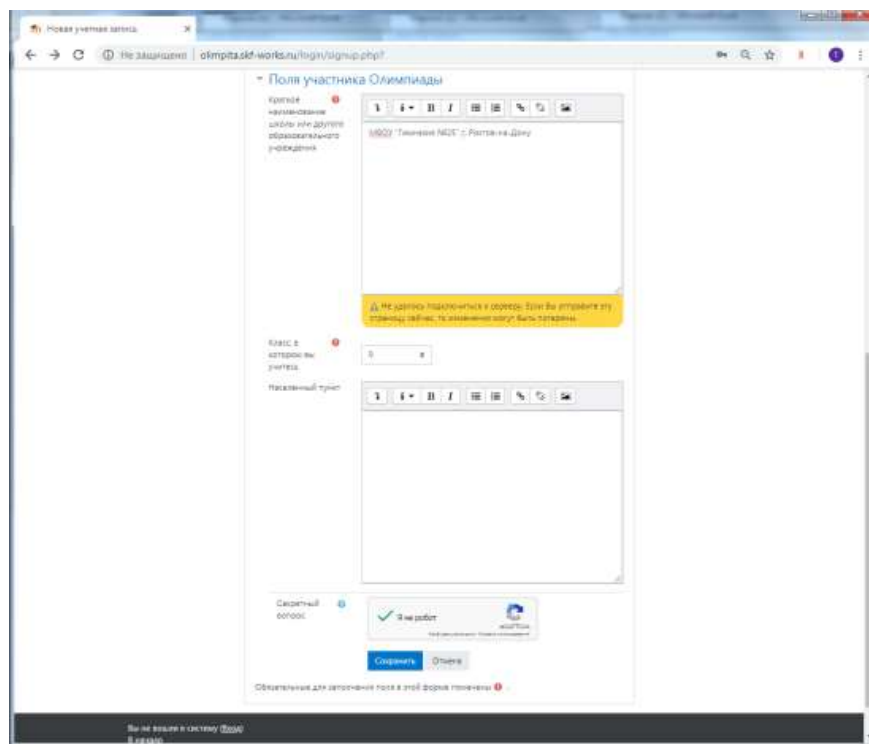 Новая учетная запись
Не защищено | olimpita.skf-works.ru/login/signup.php?
Поля участника Олимпиады
Краткое
наименование
школы или другого
образовательного
учреждения
МБОУ "Гимназия №25" г. Ростов-на-Дону
Не удалось подключиться к серверу. Если Вы отправите эту
страницу сейчас, то изменения могут быть потеряны.
Класс, в
котором вы
учитесь
Населенный пункт
Секретный
вопрос
Я не робот
reCAPTCHA
Сохранить Отмена
Обязательные для заполнения поля в этой форме помечены
Вы не вошли в систему (Вход)
В начало